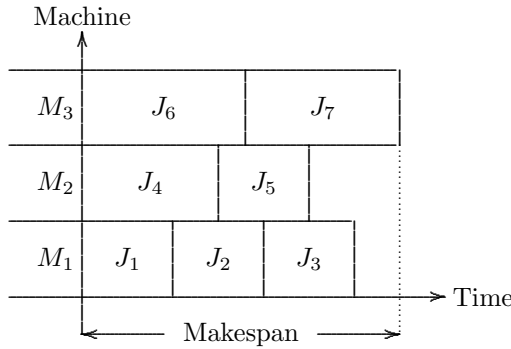 Machine
M₃ J₆ J₇
M₂ J₄ J₅
M₁ J₁ J₂ J₃
Time
Makespan